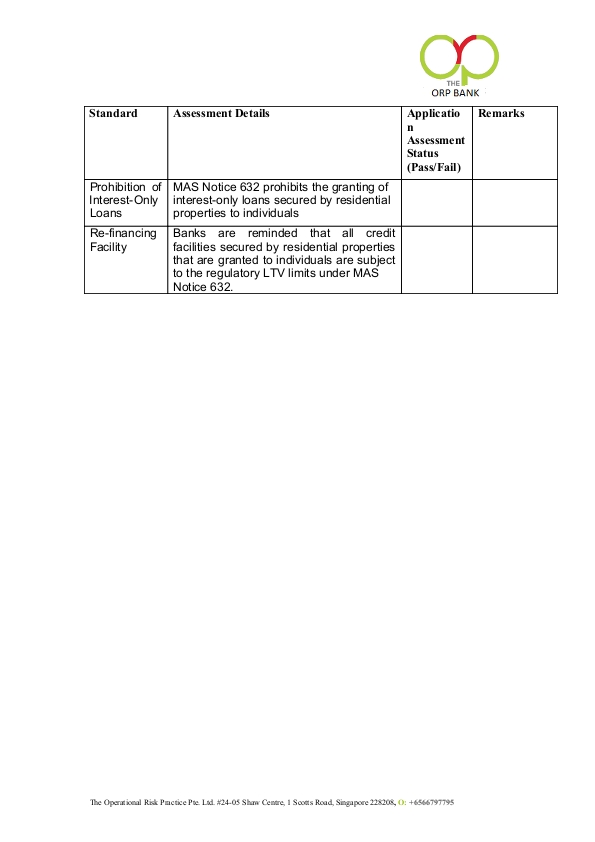 THE
ORP BANK
Standard
Assessment Details
Applicatio
n
Assessment
Status
(Pass/Fail)
Remarks
Prohibition of
Interest-Only
Loans
MAS Notice 632 prohibits the granting of
interest-only loans secured by residential
properties to individuals
Re-financing
Facility
Banks are reminded that all credit
facilities secured by residential properties
that are granted to individuals are subject
to the regulatory LTV limits under MAS
Notice 632.
The Operational Risk Practice Pte. Ltd. #24-05 Shaw Centre, 1 Scotts Road, Singapore 228208, O: +6566797795